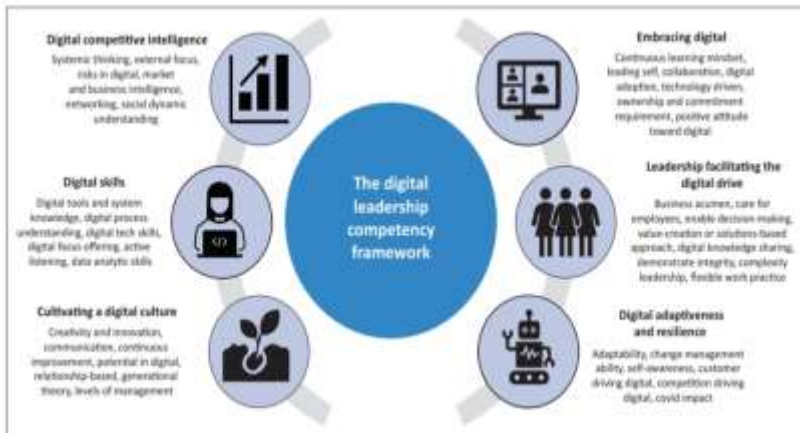 Digital competitive intelligence
Systemic thinking, external focus,
risks in digital, market
and business intelligence,
networking, social dynamic
understanding
Digital skills
Digital tools and system
knowledge, digital process
understanding, digital tech skills,
digital focus offering, active
listening, data analytic skills
Cultivating a digital culture
Creativity and innovation,
communication, continuous
improvement, potential in digital,
relationship-based, generational
theory, levels of management
The digital
leadership
competency
framework
Embracing digital
Continuous learning mindset,
leading self, collaboration, digital
adoption, technology driven,
ownership and commitment
requirement, positive attitude
toward digital
Leadership facilitating the
digital drive
Business acumen, care for
employees, enable decision-making,
value-creation or solutions-based
approach, digital knowledge sharing,
demonstrate integrity, complexity
leadership, flexible work practice
Digital adaptiveness
and resilience
Adaptability, change management
ability, self-awareness, customer
driving digital, competition driving
digital, covid impact